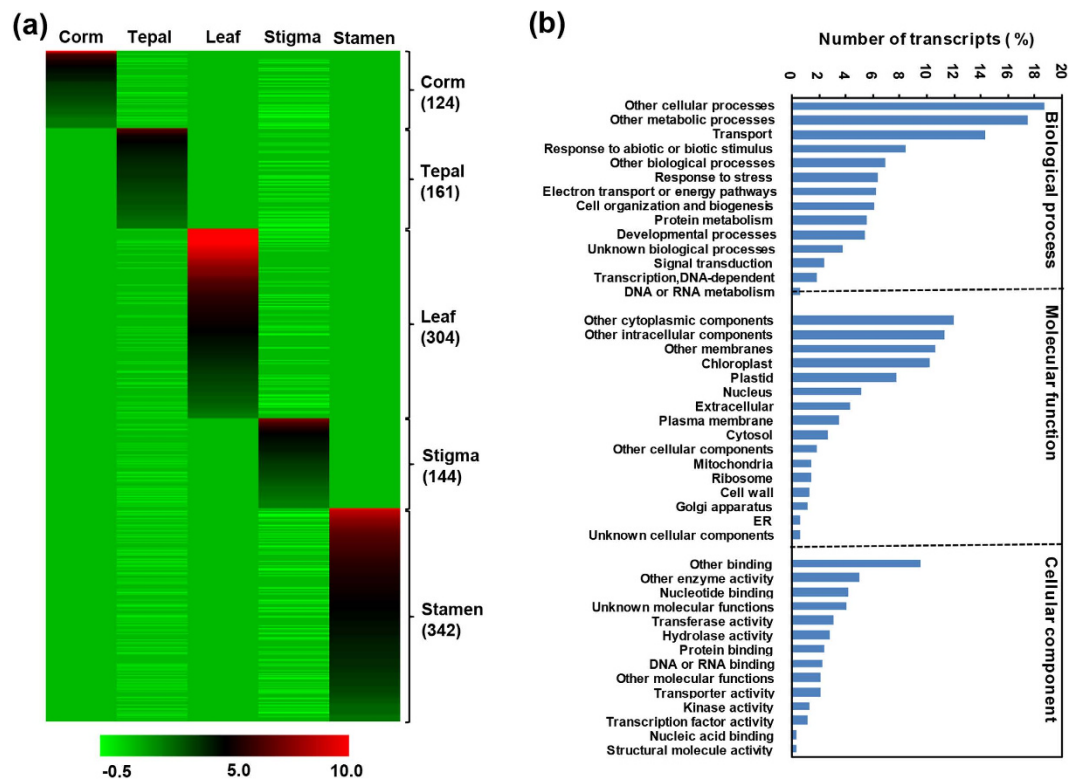 (a)
Corm Tepal Leaf Stigma Stamen
Corm
(124)
Tepal
(161)
Leaf
(304)
Stigma
(144)
Stamen
(342)
-0.5 5.0 10.0
(b)
Number of transcripts (%)
0 2 4 6 8 10 12 14 16 18 20
Other cellular processes
Other metabolic processes
Transport
Response to abiotic or biotic stimulus
Other biological processes
Response to stress
Electron transport or energy pathways
Cell organization and biogenesis
Protein metabolism
Developmental processes
Unknown biological processes
Signal transduction
Transcription,DNA-dependent
DNA or RNA metabolism
Biological process
Other cytoplasmic components
Other intracellular components
Other membranes
Chloroplast
Plastid
Nucleus
Extracellular
Plasma membrane
Cytosol
Other cellular components
Mitochondria
Ribosome
Cell wall
Golgi apparatus
ER
Unknown cellular components
Molecular function
Other binding
Other enzyme activity
Nucleotide binding
Unknown molecular functions
Transferase activity
Hydrolase activity
Protein binding
DNA or RNA binding
Other molecular functions
Transporter activity
Kinase activity
Transcription factor activity
Nucleic acid binding
Structural molecule activity
Cellular component